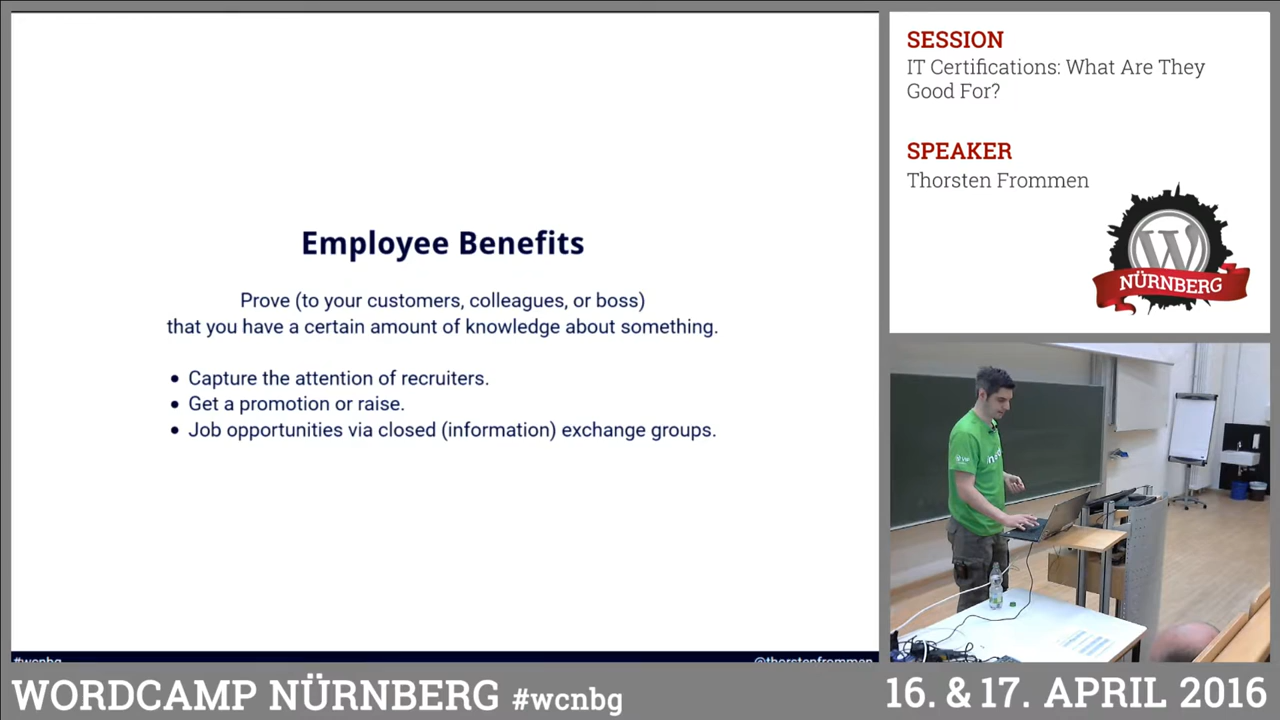 Employee Benefits
Prove (to your customers, colleagues, or boss)
that you have a certain amount of knowledge about something.
Capture the attention of recruiters.
Get a promotion or raise.
Job opportunities via closed (information) exchange groups.
#wcnbg
@thorstenfrommen
SESSION
IT Certifications: What Are They
Good For?
SPEAKER
Thorsten Frommen
NÜRNBERG
WORDCAMP NÜRNBERG #wcnbg
16. & 17. APRIL 2016